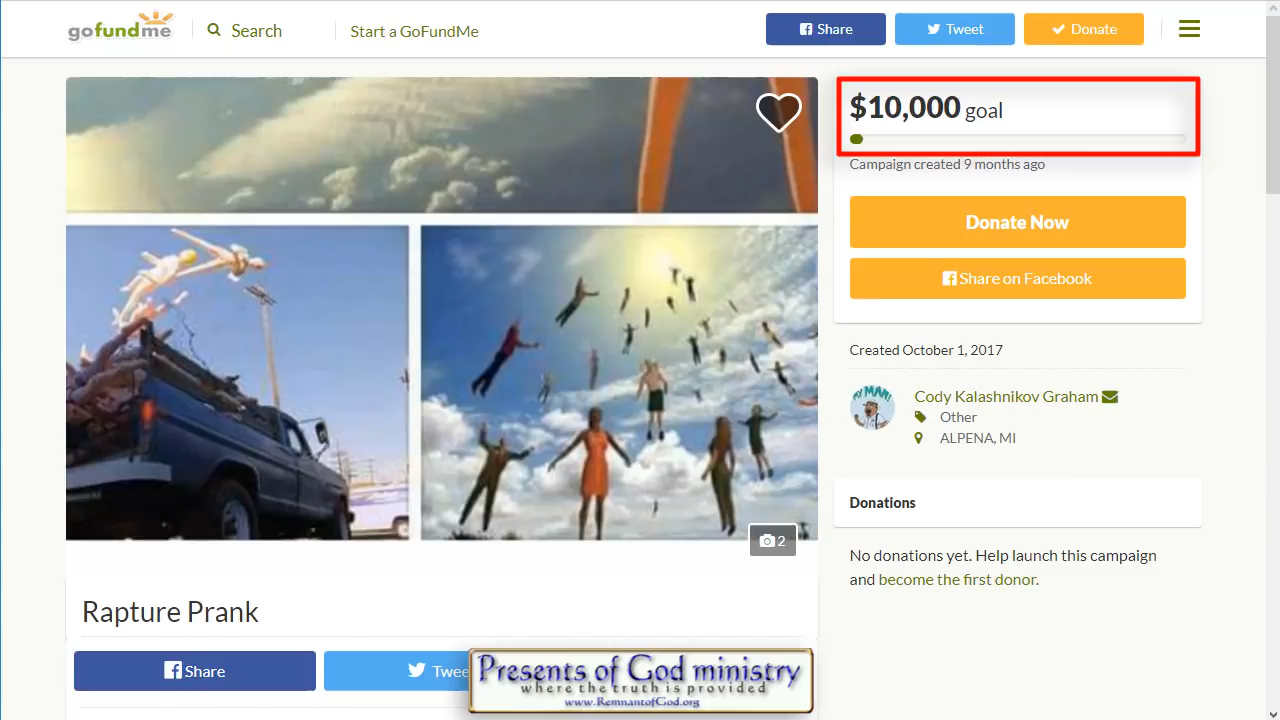 gofundme
Search
Start a GoFundMe
Share
Tweet
Donate
$10,000 goal
Campaign created 9 months ago
Donate Now
Share on Facebook
Created October 1, 2017
MY MAN!
Cody Kalashnikov Graham
Other
ALPENA, MI
Donations
No donations yet. Help launch this campaign
and become the first donor.
2
Rapture Prank
Share
Twee
Presents of God ministry
where the truth is provided
www.RemnantofGod.org